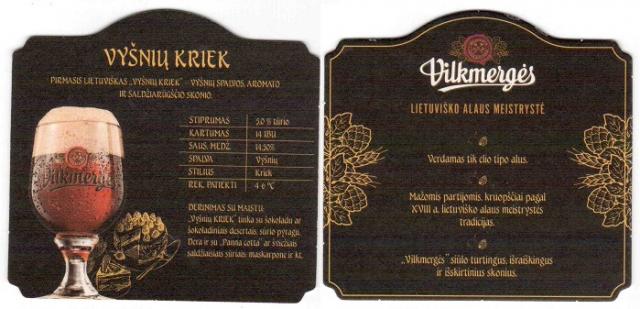 VYŠNIŲ KRIEK
PIRMASIS LIETUVIŠKAS „VYŠNIŲ KRIEK" – VYŠNIŲ SPALVOS, AROMATO
IR SALDŽIARŪGŠČIO SKONIO.
STIPRUMAS 5,0 % tūrio
KARTUMAS 14 IBU
SAUS. MEDŽ. 14,50%
SPALVA Vyšnių
STILIUS Kriek
REK. PATIEKTI 4-6 °C
Vilkmergės
DERINIMAS SU MAISTU:
„Vyšnių KRIEK" tinka su šokoladu ar
šokoladiniais desertais, sūrio pyragu.
Dera ir su „Panna cotta" ar šviežiais
saldžiaisiais sūriais: maskarpone ir kt.
Vilkmergės
LIETUVIŠKO ALAUS MEISTRYSTĖ
Verdamas tik elio tipo alus.
Mažomis partijomis, kruopščiai pagal
XVIII a. lietuviško alaus meistrystės
tradicijas.
„Vilkmergės" siūlo turtingus, išraiškingus
ir išskirtinius skonius.